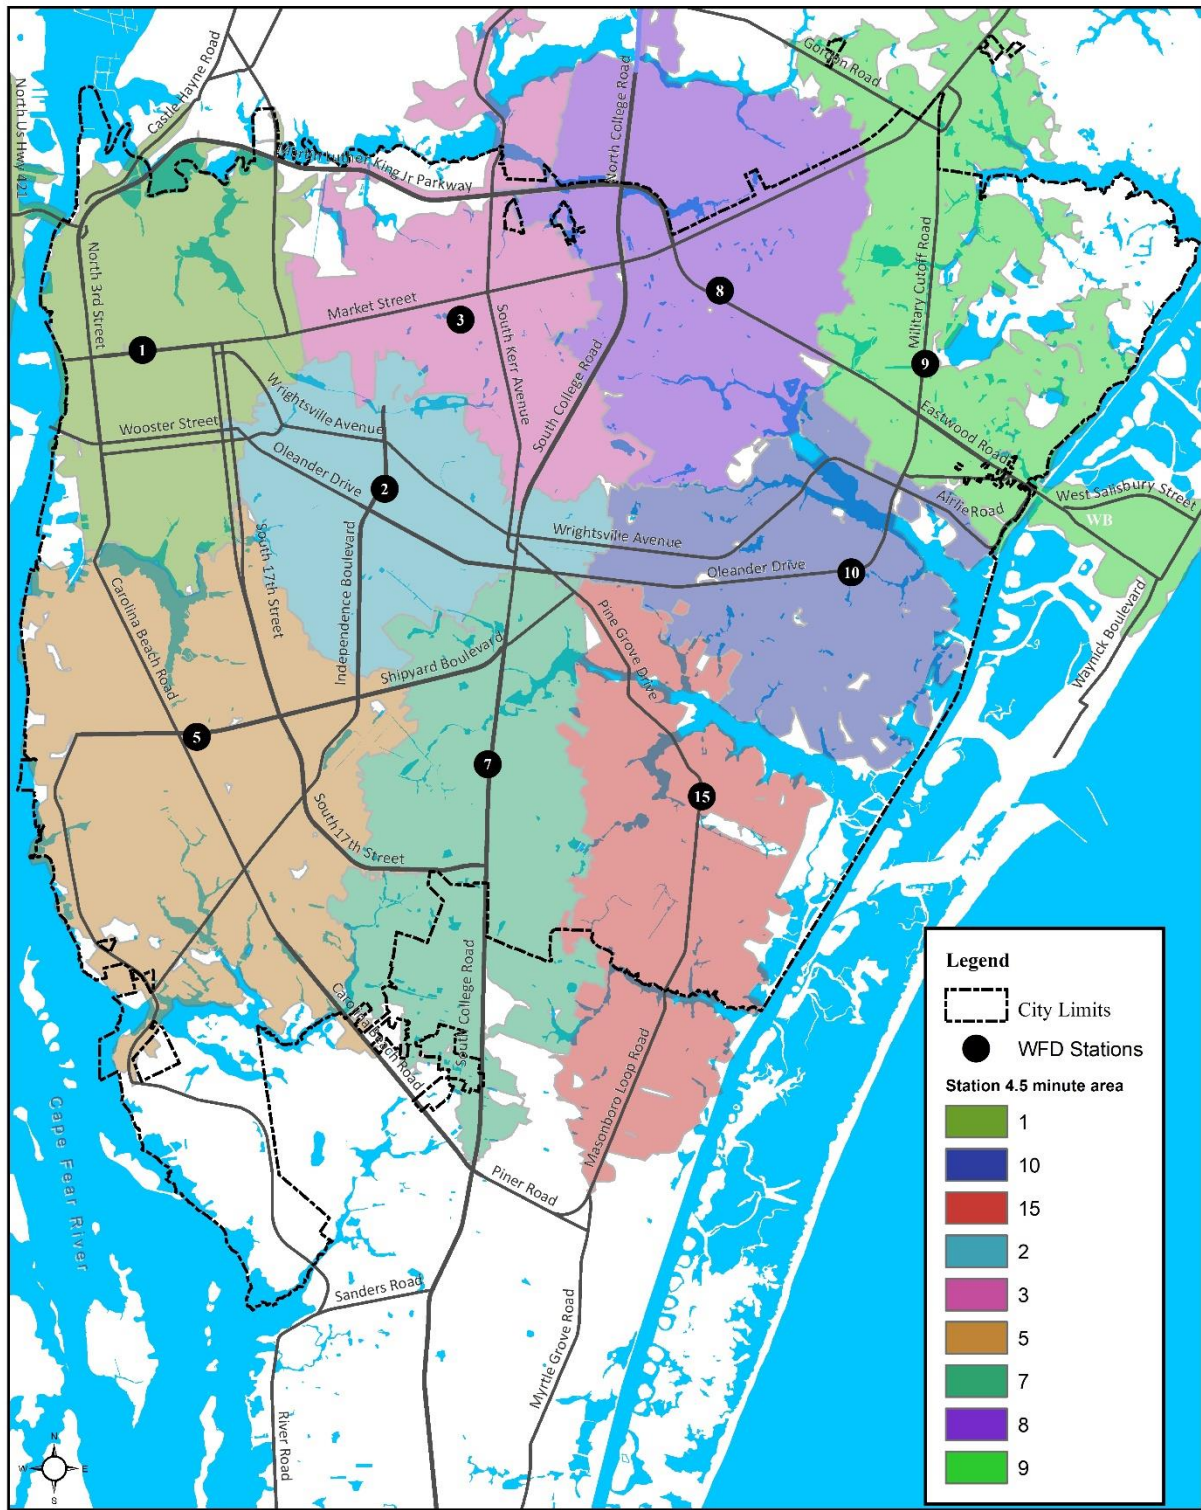 Gordon Road
Castle Hayne Road
North Us Hwy 421
North College Road
Martin Luther King Jr Parkway
North 3rd Street
Military Cutoff Road
Market Street
8
3
1
South Kerr Avenue
9
South College Road
Wrightsville Avenue
Wooster Street
Eastwood Road
Oleander Drive
2
West Salisbury Street
Airlie Road
WB
South 17th Street
Wrightsville Avenue
Oleander Drive
10
Carolina Beach Road
Independence Boulevard
Pine Grove Drive
Waynick Boulevard
Shipyard Boulevard
5
7
15
South 17th Street
Legend
City Limits
WFD Stations
Station 4.5 minute area
1
10
15
2
3
5
7
8
9
South College Road
Carolina Beach Road
Masonboro Loop Road
Cape Fear River
Piner Road
Sanders Road
Myrtle Grove Road
River Road
N
W
E
S